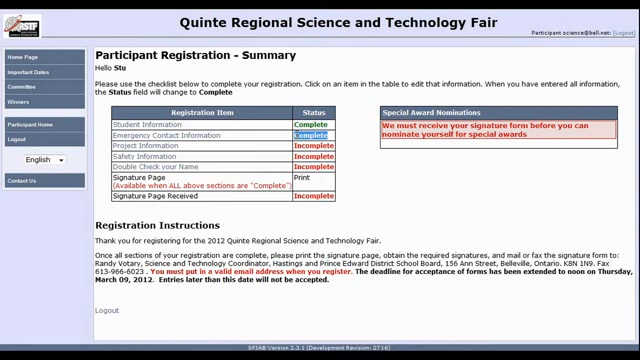 Quinte Regional Science and Technology Fair
Participant science@bell.net: [Logout]
Home Page
Important Dates
Committee
Winners
Participant Home
Logout
English
Contact Us
Participant Registration - Summary
Hello Stu
Please use the checklist below to complete your registration. Click on an item in the table to edit that information. When you have entered all information,
the Status field will change to Complete
Registration Item Status
Student Information Complete
Emergency Contact Information Complete
Project Information Incomplete
Safety Information Incomplete
Double Check your Name Incomplete
Signature Page Print
(Available when ALL above sections are "Complete")
Signature Page Received Incomplete
Special Award Nominations
We must receive your signature form before you can
nominate yourself for special awards
Registration Instructions
Thank you for registering for the 2012 Quinte Regional Science and Technology Fair.
Once all sections of your registration are complete, please print the signature page, obtain the required signatures, and mail or fax the signature form to:
Randy Votary, Science and Technology Coordinator, Hastings and Prince Edward District School Board, 156 Ann Street, Belleville, Ontario. K8N 1N9. Fax
613-966-6023 . You must put in a valid email address when you register. The deadline for acceptance of forms has been extended to noon on Thursday,
March 09, 2012. Entries later than this date will not be accepted.
Logout
SFIAB Version 2.3.1 (Development Revision: 2716)